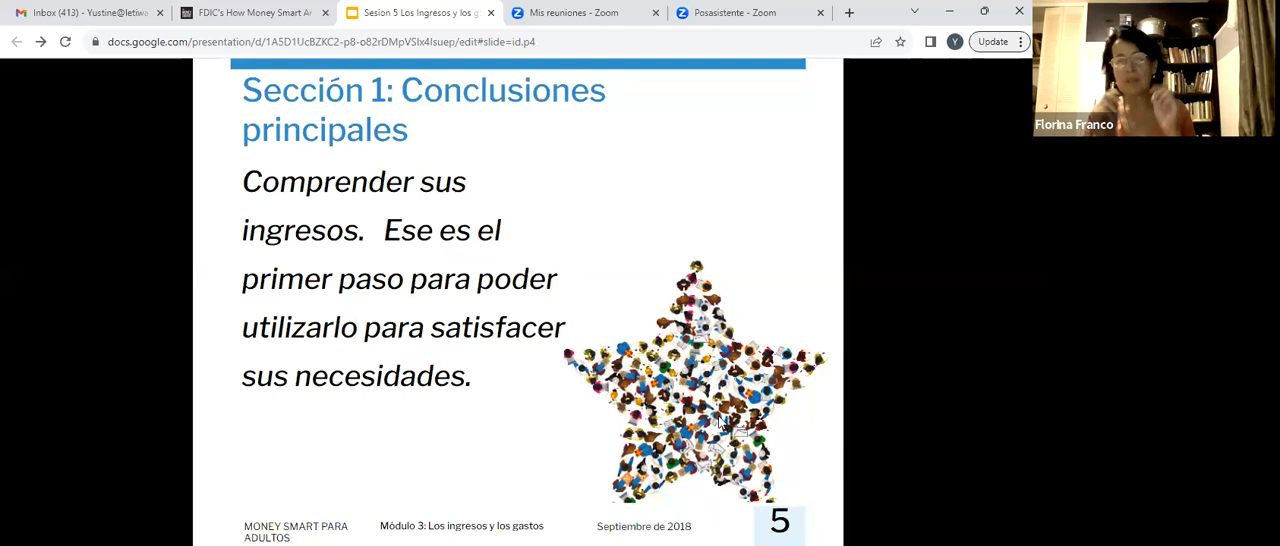 Inbox (413) - Yustine@letiwa
FDIC's How Money Smart Ar
Sesion 5 Los Ingresos y los g
Mis reuniones - Zoom
Posasistente - Zoom
docs.google.com/presentation/d/1A5D1UcBZKC2-p8-o82rDMpVSlx4Isuep/edit#slide=id.p4
Y
Update
Florina Franco
Sección 1: Conclusiones
principales
Comprender sus
ingresos. Ese es el
primer paso para poder
utilizarlo para satisfacer
sus necesidades.
MONEY SMART PARA
ADULTOS
Módulo 3: Los ingresos y los gastos
Septiembre de 2018
5